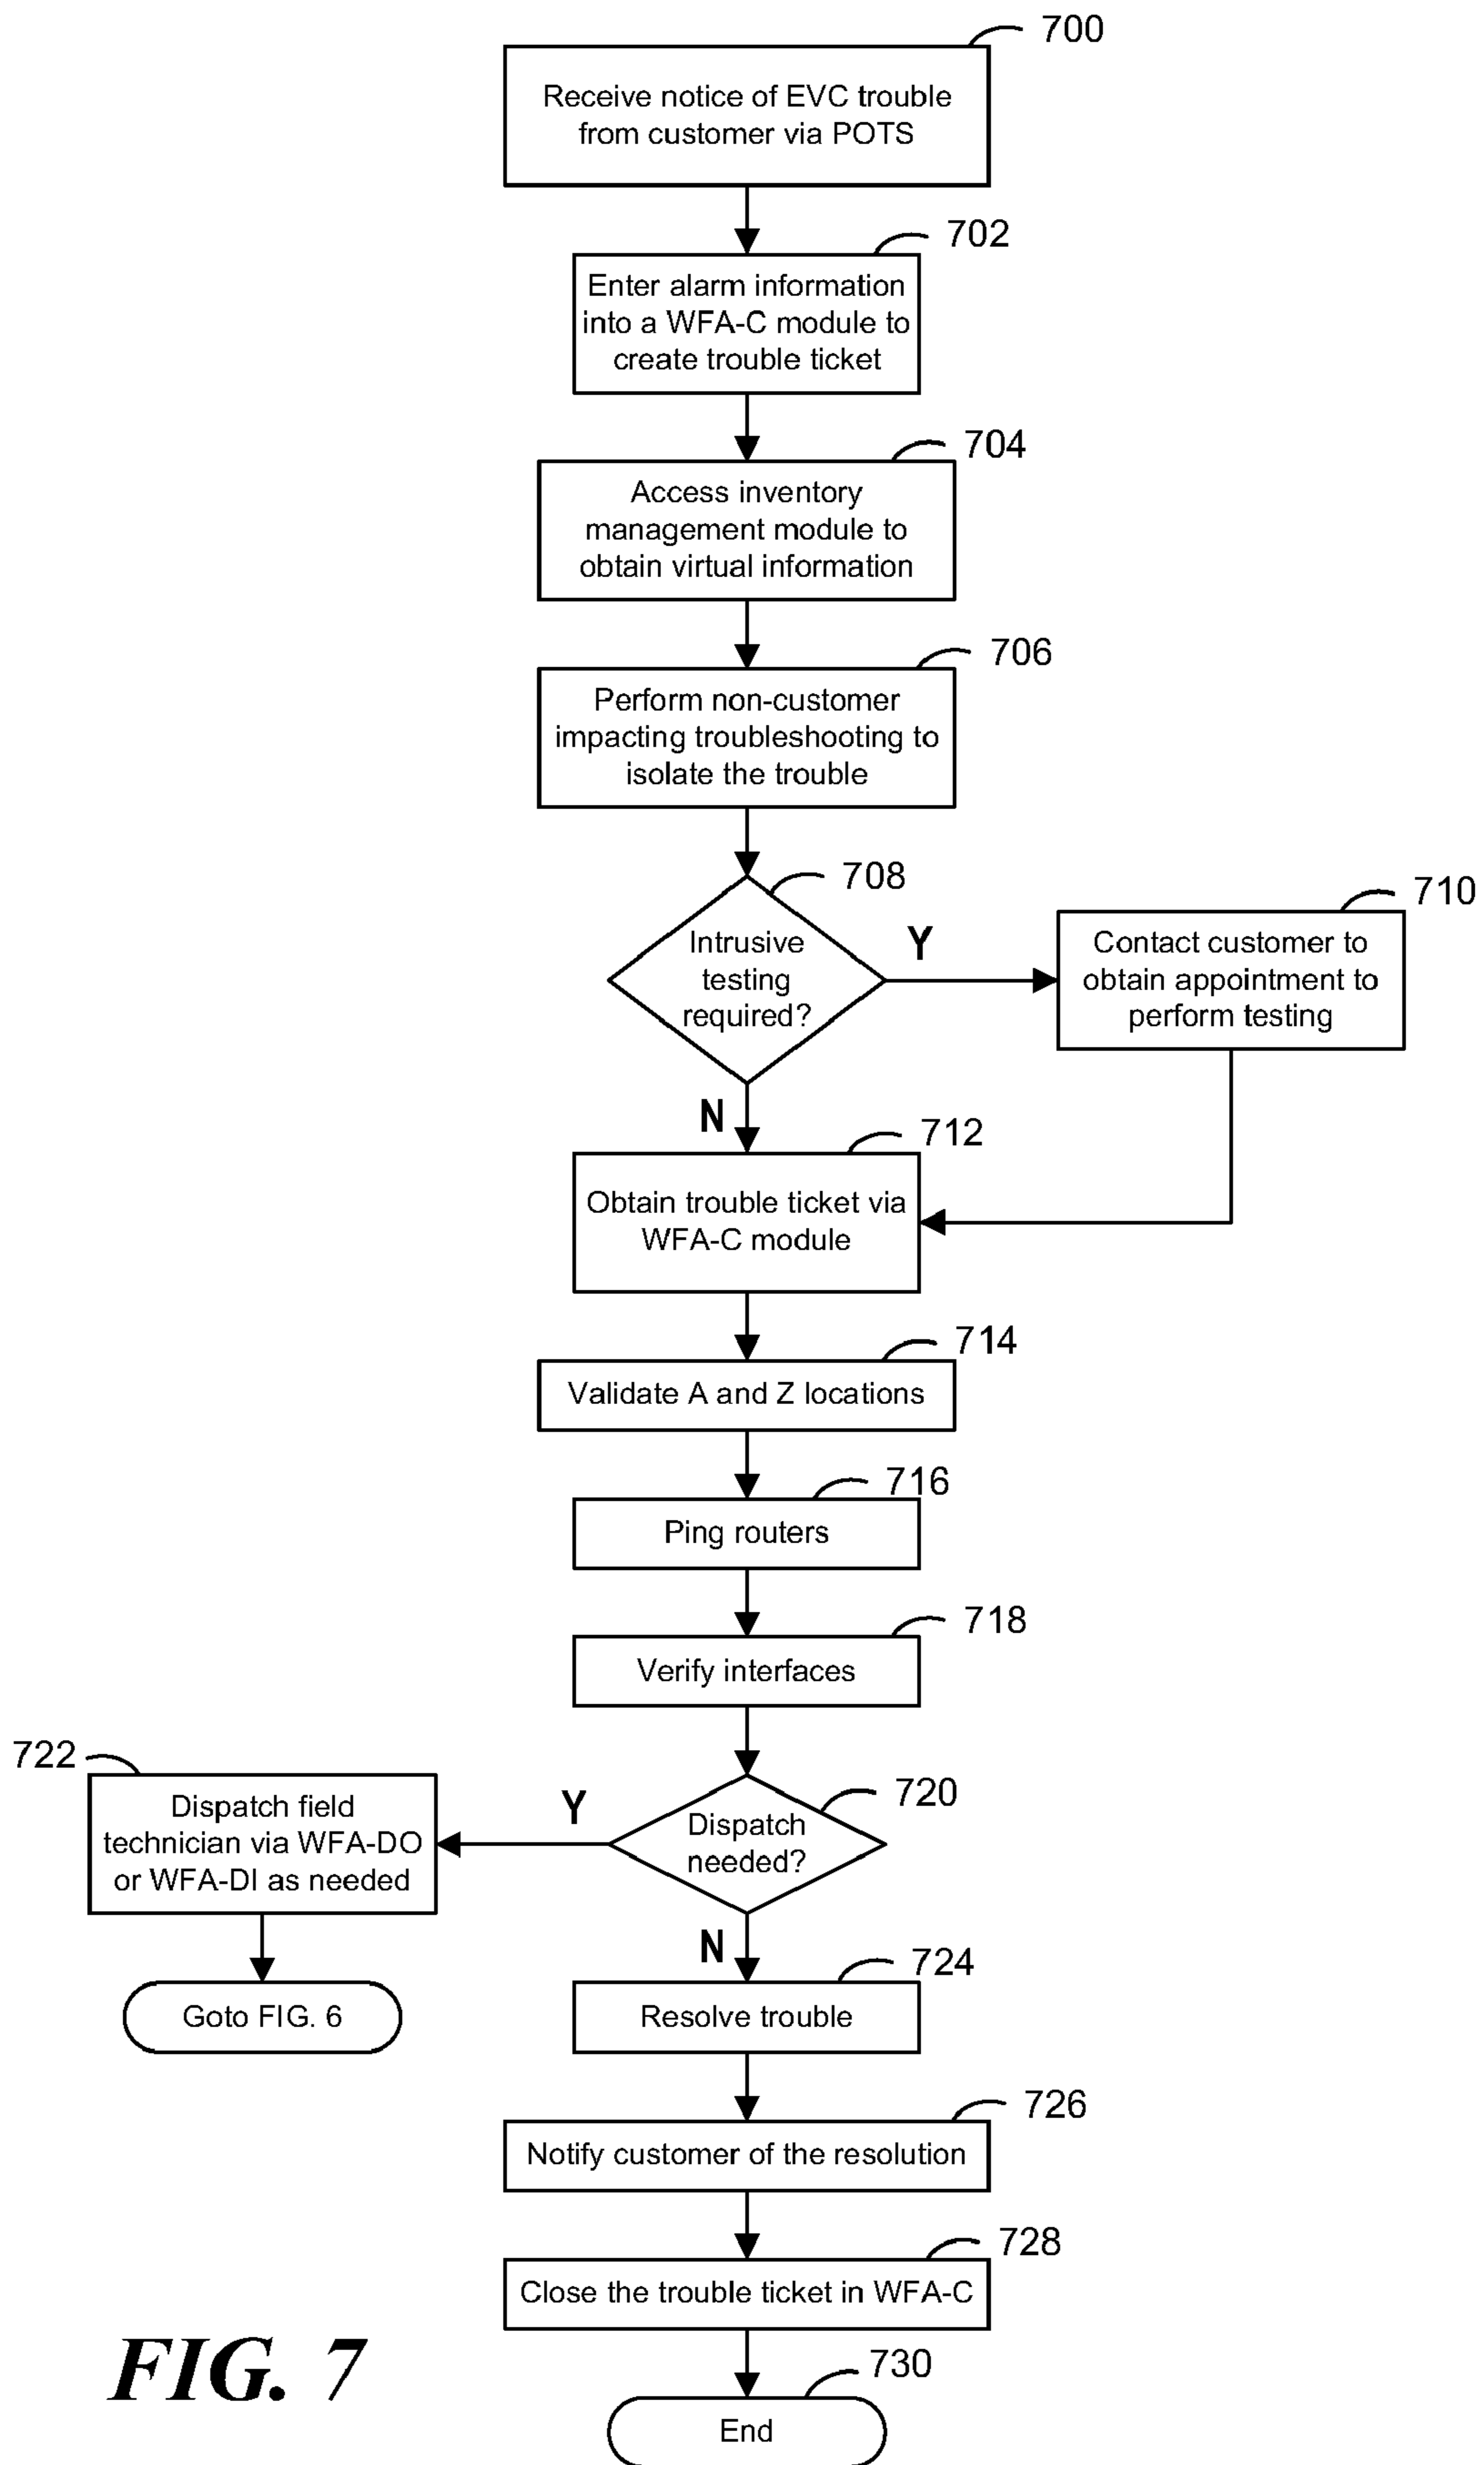 700
Receive notice of EVC trouble
from customer via POTS
702
Enter alarm information
into a WFA-C module to
create trouble ticket
704
Access inventory
management module to
obtain virtual information
706
Perform non-customer
impacting troubleshooting to
isolate the trouble
708
Intrusive
testing
required?
Y
710
Contact customer to
obtain appointment to
perform testing
N
712
Obtain trouble ticket via
WFA-C module
714
Validate A and Z locations
716
Ping routers
718
Verify interfaces
720
Dispatch
needed?
Y
722
Dispatch field
technician via WFA-DO
or WFA-DI as needed
Goto FIG. 6
N
724
Resolve trouble
726
Notify customer of the resolution
728
Close the trouble ticket in WFA-C
730
End
FIG. 7